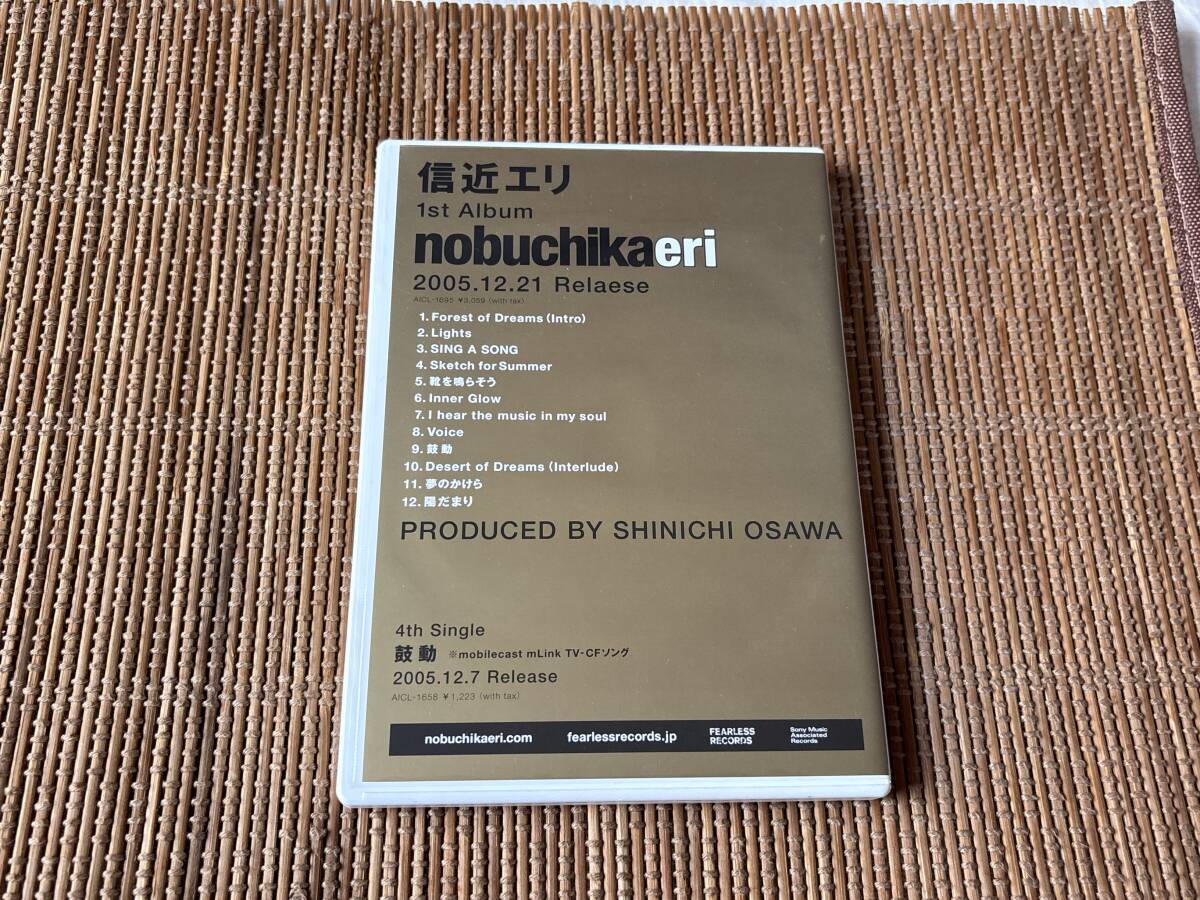 信近エリ
1st Album
nobuchikaeri
2005.12.21 Relaese
AICL-1695 ¥3,059 (with tax)
1. Forest of Dreams (Intro)
2. Lights
3. SING A SONG
4. Sketch for Summer
5. 靴を鳴らそう
6. Inner Glow
7. I hear the music in my soul
8. Voice
9. 鼓動
10. Desert of Dreams (Interlude)
11. 夢のかけら
12. 陽だまり
PRODUCED BY SHINICHI OSAWA
4th Single
鼓動 ※mobilecast mLink TV-CFソング
2005.12.7 Release
AICL-1658 ¥1,223 (with tax)
nobuchikaeri.com fearlessrecords.jp FEARLESS RECORDS Sony Music Associated Records